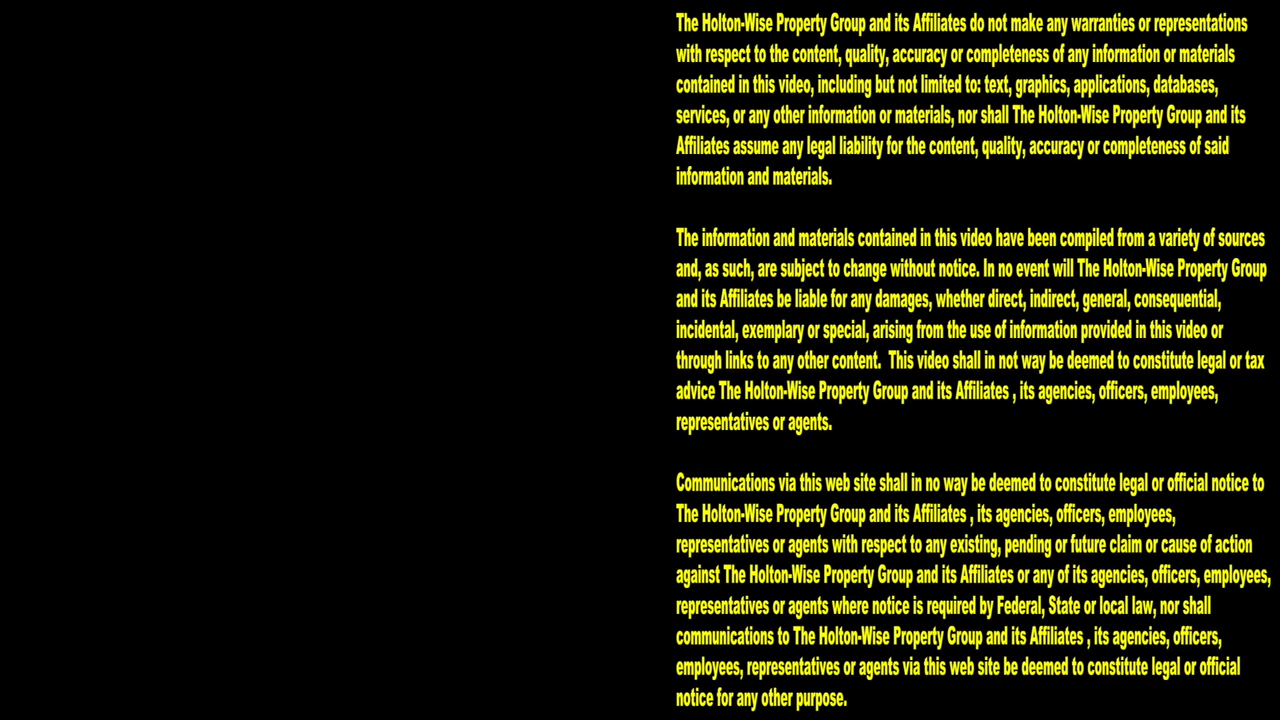 The Holton-Wise Property Group and its Affiliates do not make any warranties or representations
with respect to the content, quality, accuracy or completeness of any information or materials
contained in this video, including but not limited to: text, graphics, applications, databases,
services, or any other information or materials, nor shall The Holton-Wise Property Group and its
Affiliates assume any legal liability for the content, quality, accuracy or completeness of said
information and materials.
The information and materials contained in this video have been compiled from a variety of sources
and, as such, are subject to change without notice. In no event will The Holton-Wise Property Group
and its Affiliates be liable for any damages, whether direct, indirect, general, consequential,
incidental, exemplary or special, arising from the use of information provided in this video or
through links to any other content.  This video shall in not way be deemed to constitute legal or tax
advice The Holton-Wise Property Group and its Affiliates , its agencies, officers, employees,
representatives or agents.
Communications via this web site shall in no way be deemed to constitute legal or official notice to
The Holton-Wise Property Group and its Affiliates , its agencies, officers, employees,
representatives or agents with respect to any existing, pending or future claim or cause of action
against The Holton-Wise Property Group and its Affiliates or any of its agencies, officers, employees,
representatives or agents where notice is required by Federal, State or local law, nor shall
communications to The Holton-Wise Property Group and its Affiliates , its agencies, officers,
employees, representatives or agents via this web site be deemed to constitute legal or official
notice for any other purpose.